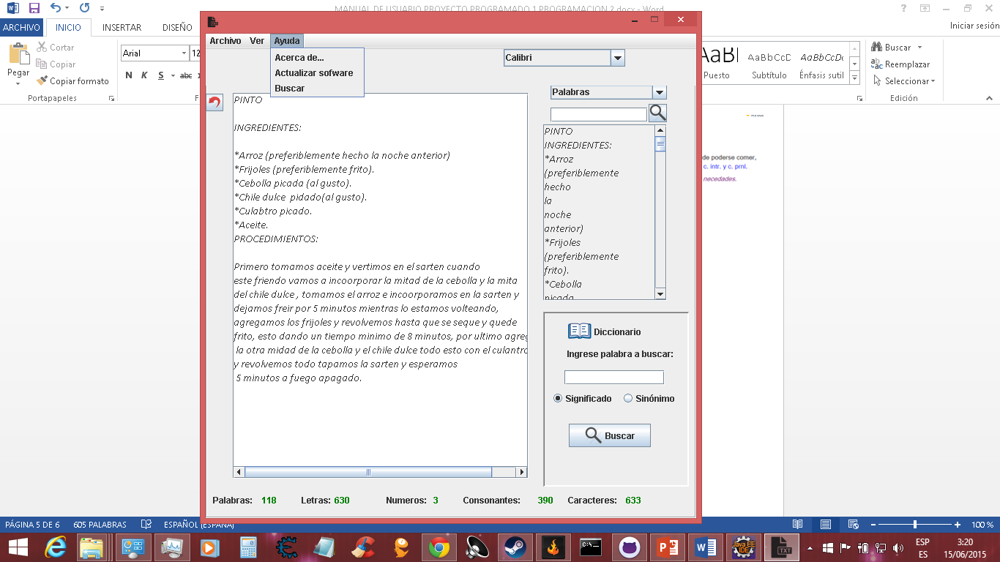 MANUAL DE USUARIO PROYECTO PROGRAMADO 1 PROGRAMACION 2.docx - Word
ARCHIVO INICIO INSERTAR DISEÑO
Iniciar sesión
Pegar
Cortar
Copiar
Copiar formato
Portapapeles
Arial 12
N K S abc
AaBl AaBbCcD AaBbCcDc
Puesto Subtítulo Énfasis sutil
Buscar
Reemplazar
Seleccionar
Edición
Archivo Ver Ayuda
Acerca de...
Actualizar sofware
Buscar
Calibri
PINTO
INGREDIENTES:
*Arroz (preferiblemente hecho la noche anterior)
*Frijoles (preferiblemente frito).
*Cebolla picada (al gusto).
*Chile dulce  pidado(al gusto).
*Culabtro picado.
*Aceite.
PROCEDIMIENTOS:
Primero tomamos aceite y vertimos en el sarten cuando
este friendo vamos a incoorporar la mitad de la cebolla y la mita
del chile dulce , tomamos el arroz e incoorporamos en la sarten y
dejamos freir por 5 minutos mientras lo estamos volteando,
agregamos los frijoles y revolvemos hasta que se seque y quede
frito, esto dando un tiempo minimo de 8 minutos, por ultimo agreg
la otra midad de la cebolla y el chile dulce todo esto con el culantro
y revolvemos todo tapamos la sarten y esperamos
5 minutos a fuego apagado.
Palabras
PINTO
INGREDIENTES:
*Arroz
(preferiblemente
hecho
la
noche
anterior)
*Frijoles
(preferiblemente
frito).
*Cebolla
picada
Diccionario
Ingrese palabra a buscar:
Significado Sinónimo
Buscar
Palabras: 118 Letras: 630 Numeros: 3 Consonantes: 390 Caracteres: 633
de poderse comer,
c. intr. y c. prnl.
necedades.
PÁGINA 5 DE 6 605 PALABRAS ESPAÑOL (ESPAÑA)
100 %
Java EE
IDE
TXT
ESP
ES
3:20
15/06/2015